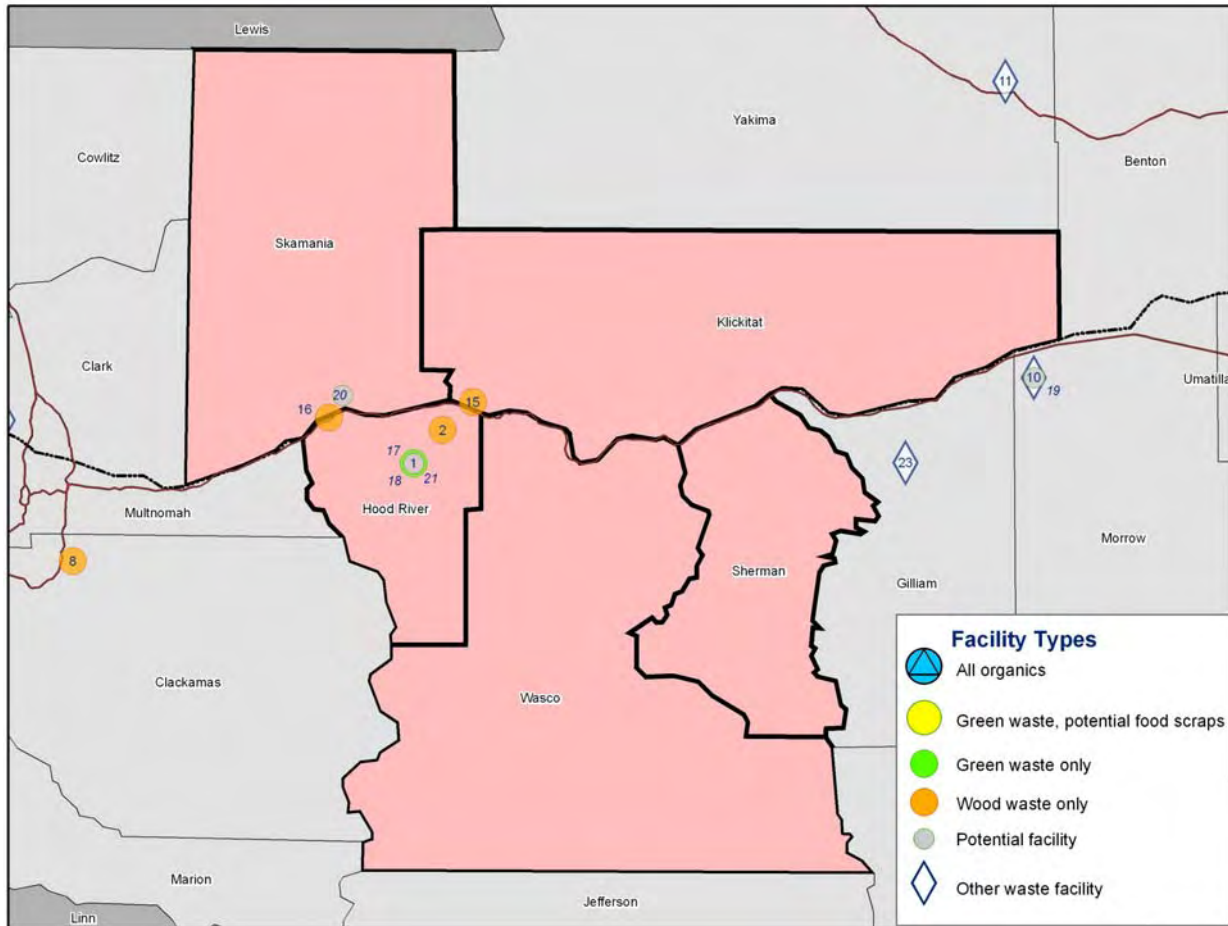 Lewis
11
Yakima
Cowlitz
Benton
Skamania
Klickitat
Clark
10
19
Umatilla
20
16
15
2
17
1
18
21
23
Hood River
Multnomah
Morrow
8
Sherman
Gilliam
Clackamas
Wasco
Marion
Jefferson
Linn
Facility Types
All organics
Green waste, potential food scraps
Green waste only
Wood waste only
Potential facility
Other waste facility